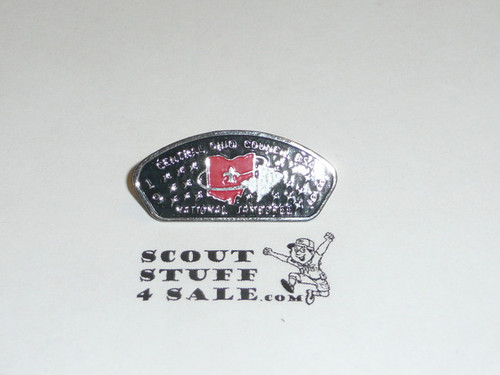 CENTRAL OHIO COUNCIL BSA
NATIONAL JAMBOREE
SCOUT
STUFF
4 SALE.COM